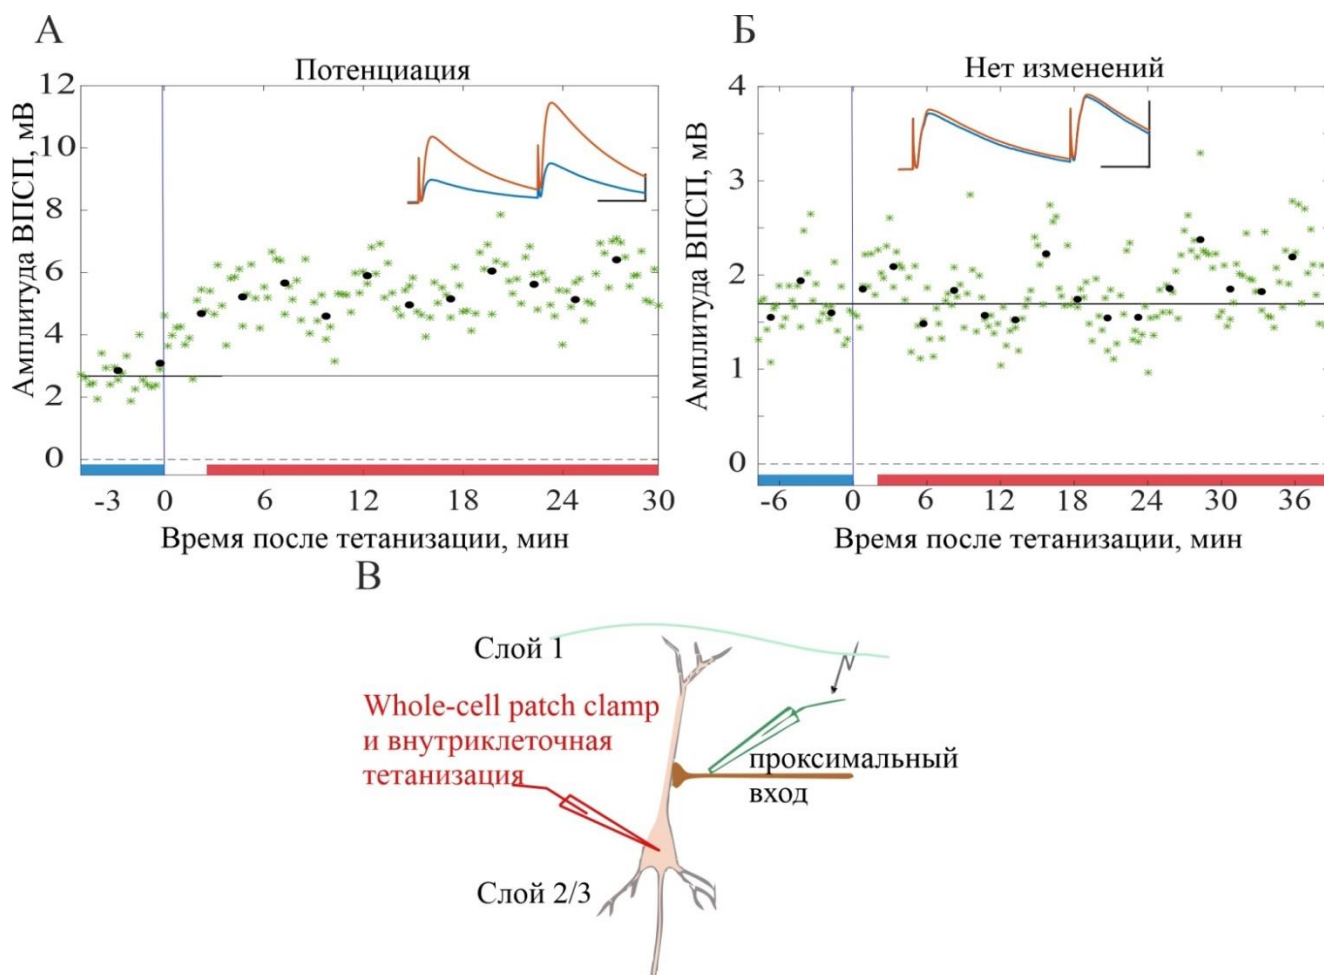 А
Потенциация
Амплитуда ВПСП, мВ
12
10
8
6
4
2
0
-3 0 6 12 18 24 30
Время после тетанизации, мин
Б
Нет изменений
Амплитуда ВПСП, мВ
4
3
2
1
0
-6 0 6 12 18 24 30 36
Время после тетанизации, мин
В
Слой 1
Whole-cell patch clamp
и внутриклеточная
тетанизация
проксимальный
вход
Слой 2/3